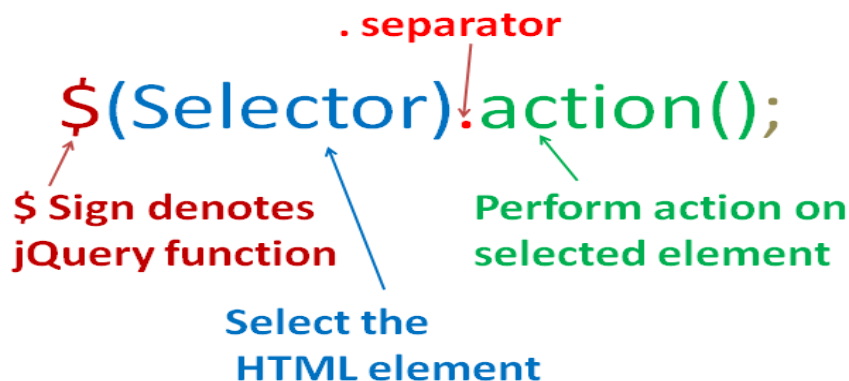 . separator
$(Selector).action();
$ Sign denotes
jQuery function
Perform action on
selected element
Select the
HTML element